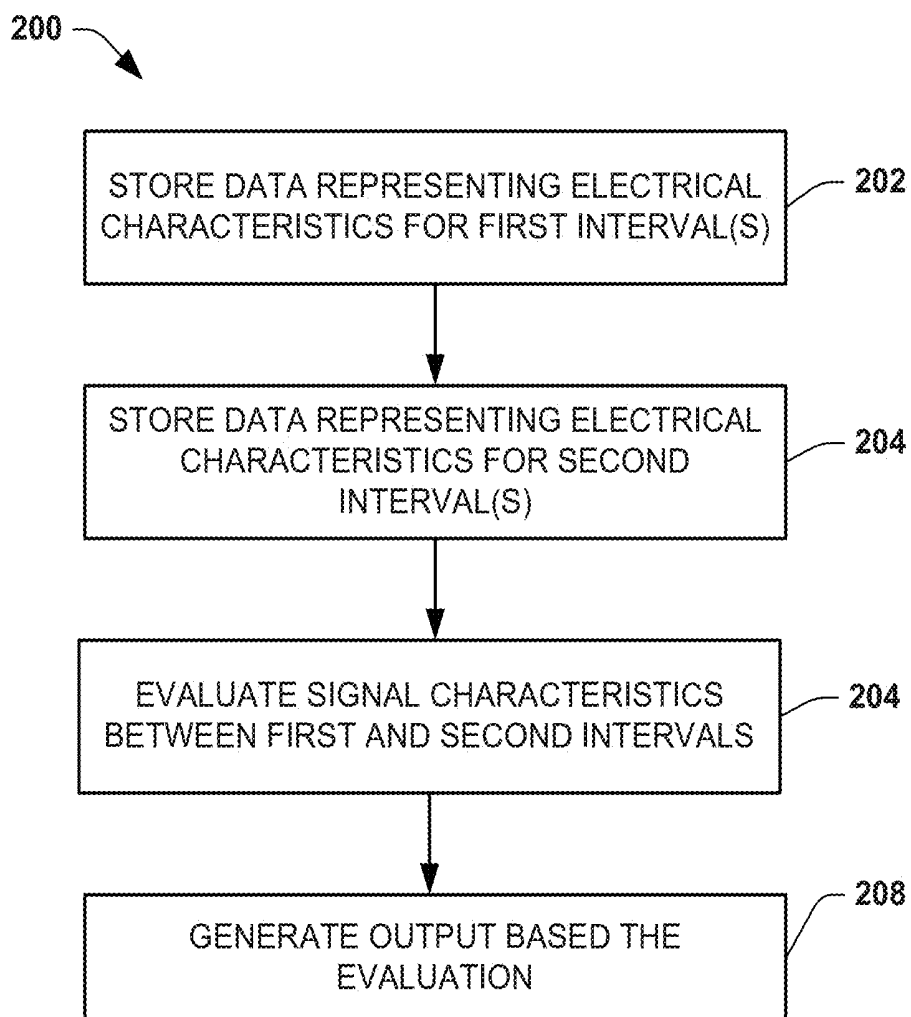 200
STORE DATA REPRESENTING ELECTRICAL
CHARACTERISTICS FOR FIRST INTERVAL(S)
202
STORE DATA REPRESENTING ELECTRICAL
CHARACTERISTICS FOR SECOND
INTERVAL(S)
204
EVALUATE SIGNAL CHARACTERISTICS
BETWEEN FIRST AND SECOND INTERVALS
204
GENERATE OUTPUT BASED THE
EVALUATION
208